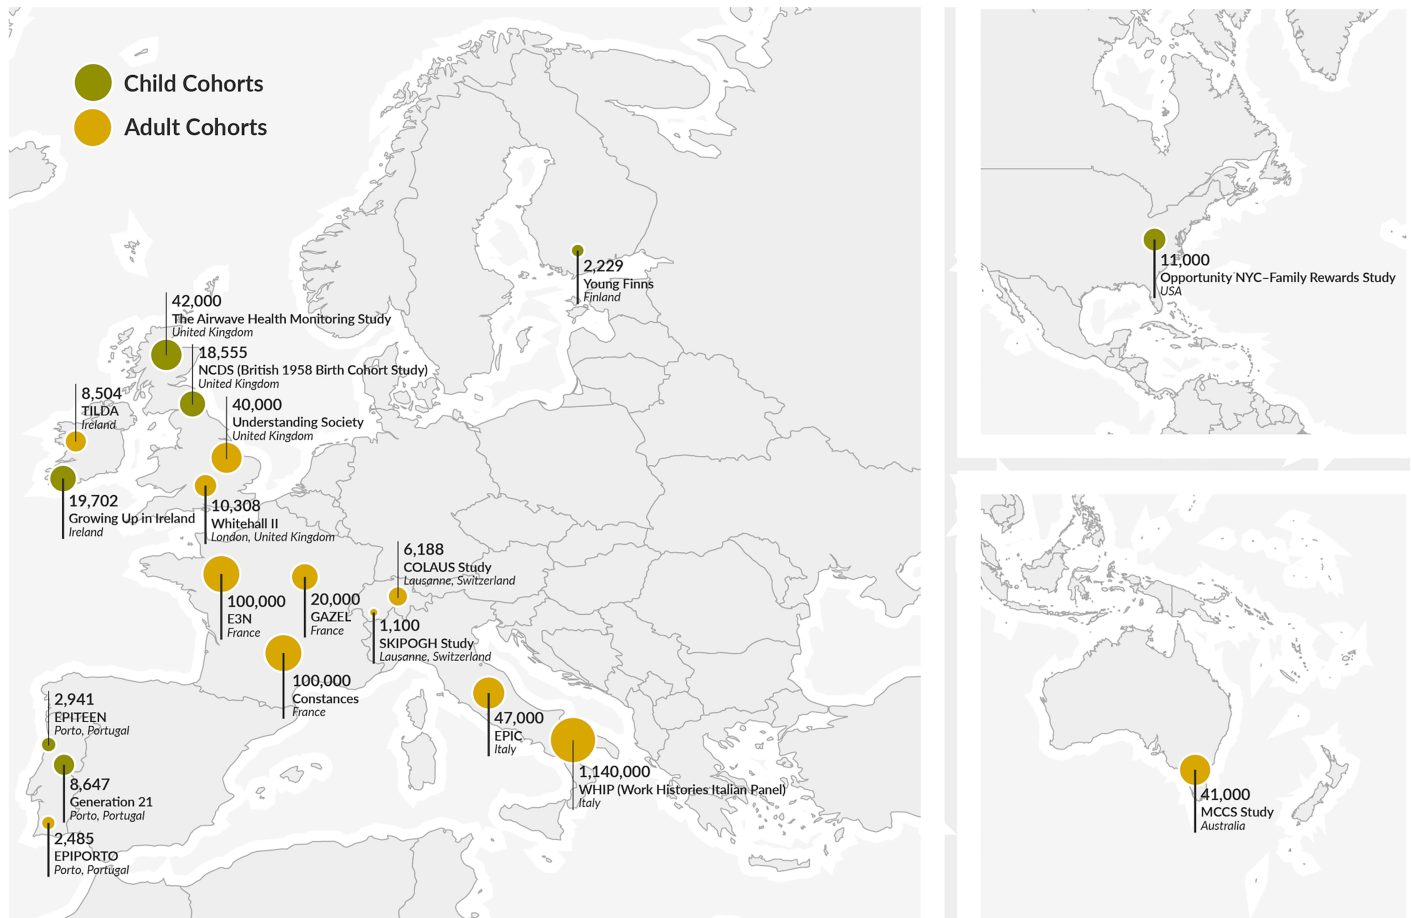 Child Cohorts
Adult Cohorts
2,229
Young Finns
Finland
42,000
The Airwave Health Monitoring Study
United Kingdom
18,555
NCDS (British 1958 Birth Cohort Study)
United Kingdom
8,504
TILDA
Ireland
40,000
Understanding Society
United Kingdom
19,702
Growing Up in Ireland
Ireland
10,308
Whitehall II
London, United Kingdom
6,188
COLAUS Study
Lausanne, Switzerland
100,000
E3N
France
20,000
GAZEL
France
1,100
SKIPOGH Study
Lausanne, Switzerland
100,000
Constances
France
2,941
EPITEEN
Porto, Portugal
47,000
EPIC
Italy
8,647
Generation 21
Porto, Portugal
1,140,000
WHIP (Work Histories Italian Panel)
Italy
2,485
EPIPORTO
Porto, Portugal
11,000
Opportunity NYC–Family Rewards Study
USA
41,000
MCCS Study
Australia